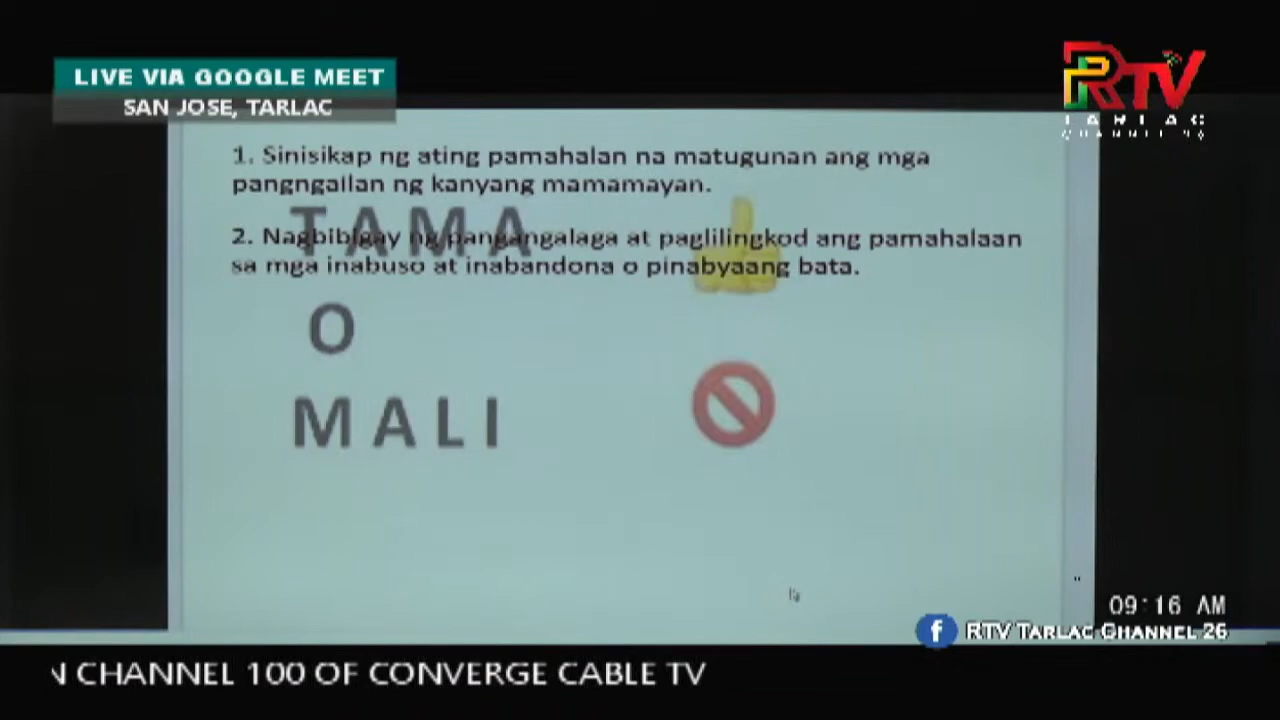 LIVE VIA GOOGLE MEET
SAN JOSE, TARLAC
RTV
TARLAC
CHANNEL 26
1. Sinisikap ng ating pamahalan na matugunan ang mga
pangngailan ng kanyang mamamayan.
TAMA
2. Nagbibigay ng pangangalaga at paglilingkod ang pamahalaan
sa mga inabuso at inabandona o pinabyaang bata.
O
MALI
09:16 AM
f RTV TARLAC CHANNEL 26
N CHANNEL 100 OF CONVERGE CABLE TV